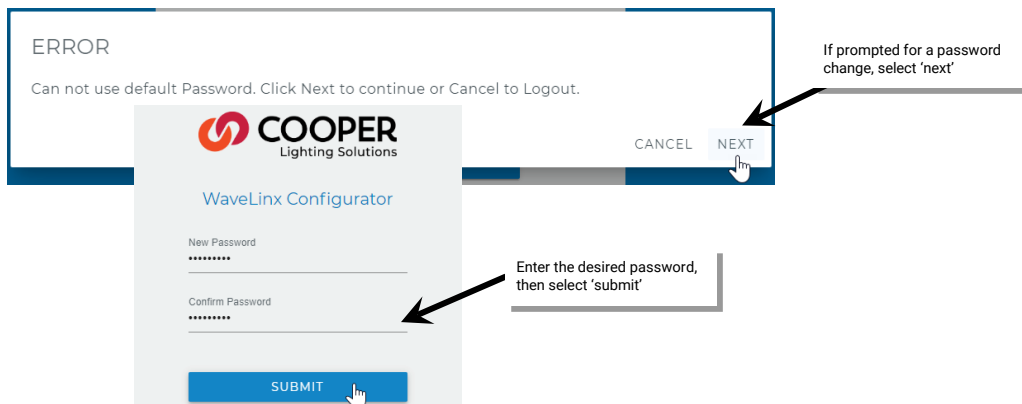 ERROR
Can not use default Password. Click Next to continue or Cancel to Logout.
CANCEL NEXT
If prompted for a password
change, select ‘next’
COOPER
Lighting Solutions
WaveLinx Configurator
New Password
•••••••••
Confirm Password
•••••••••
SUBMIT
Enter the desired password,
then select ‘submit’